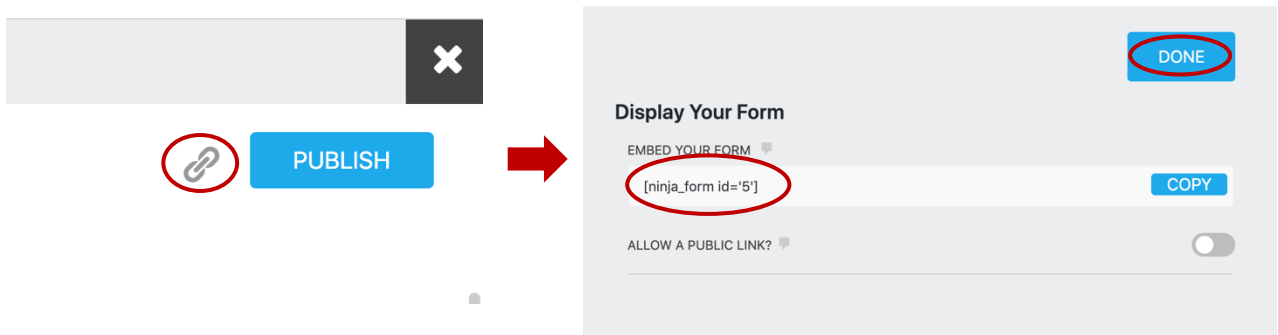 PUBLISH
DONE
Display Your Form
EMBED YOUR FORM
[ninja_form id='5']
COPY
ALLOW A PUBLIC LINK?